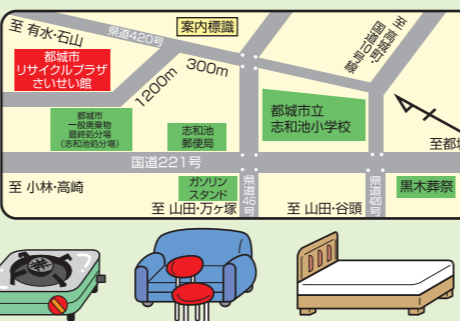 至 有水・石山
県道420号
案内標識
至 高城町・
国道10号線
都城市
リサイクルプラザ
さいせい館
1200m
300m
都城市
一般廃棄物
最終処分場
(志和池処分場)
志和池
郵便局
都城市立
志和池小学校
国道221号
至都城
至 小林・高崎
ガソリン
スタンド
県道46号
県道420号
黒木葬祭
至 山田・万ヶ塚
至 山田・谷頭